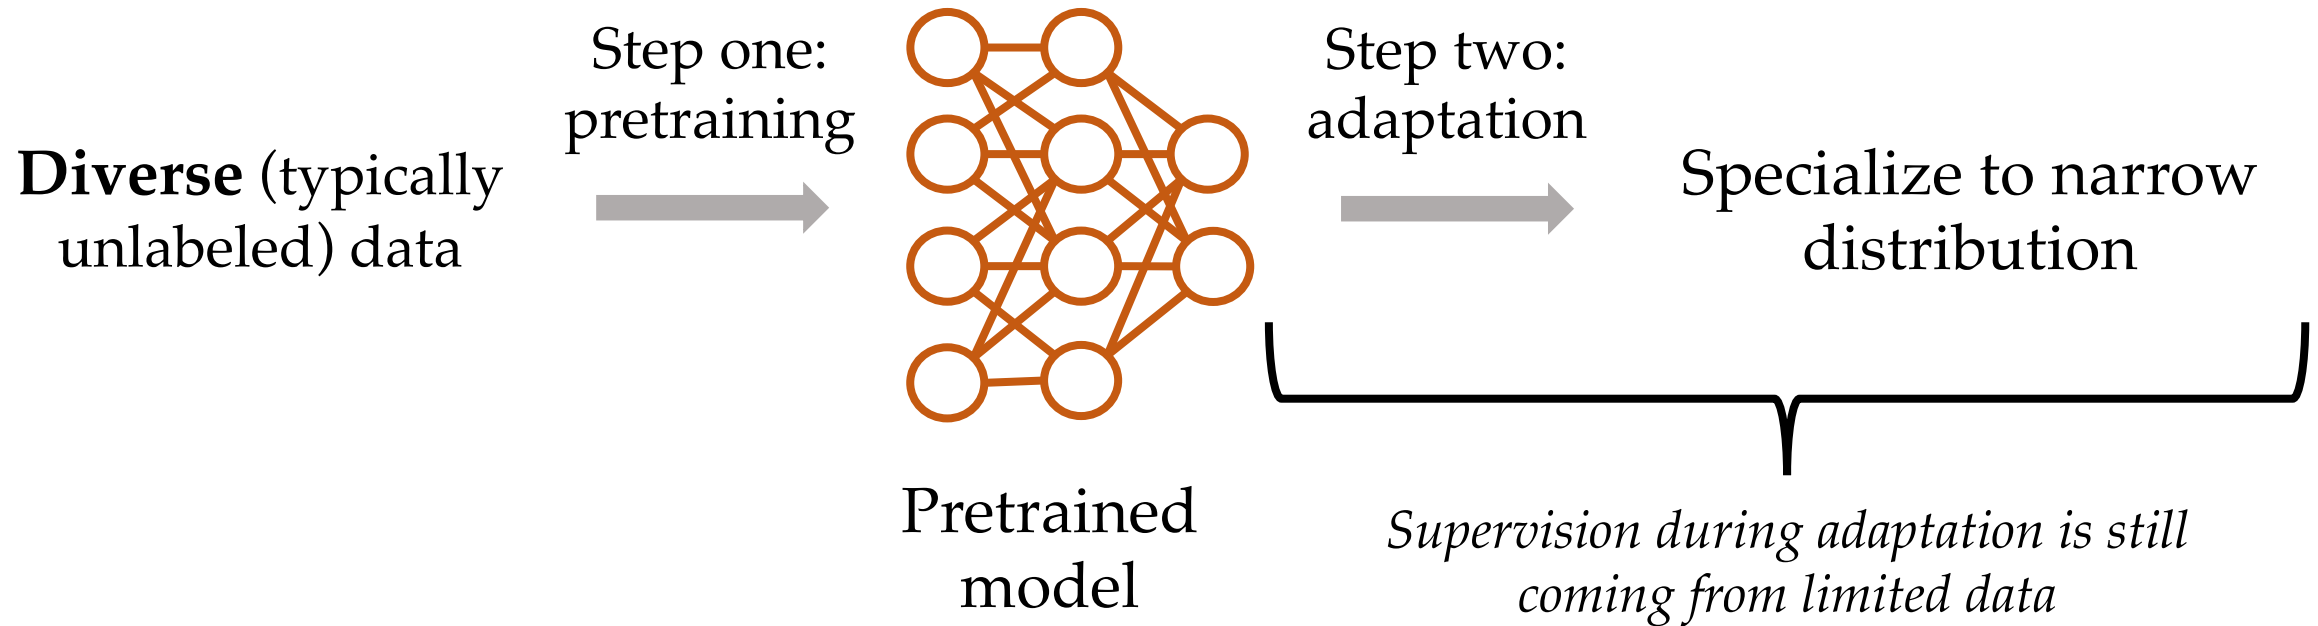 Diverse (typically
unlabeled) data
Step one:
pretraining
Pretrained
model
Step two:
adaptation
Specialize to narrow
distribution
Supervision during adaptation is still
coming from limited data